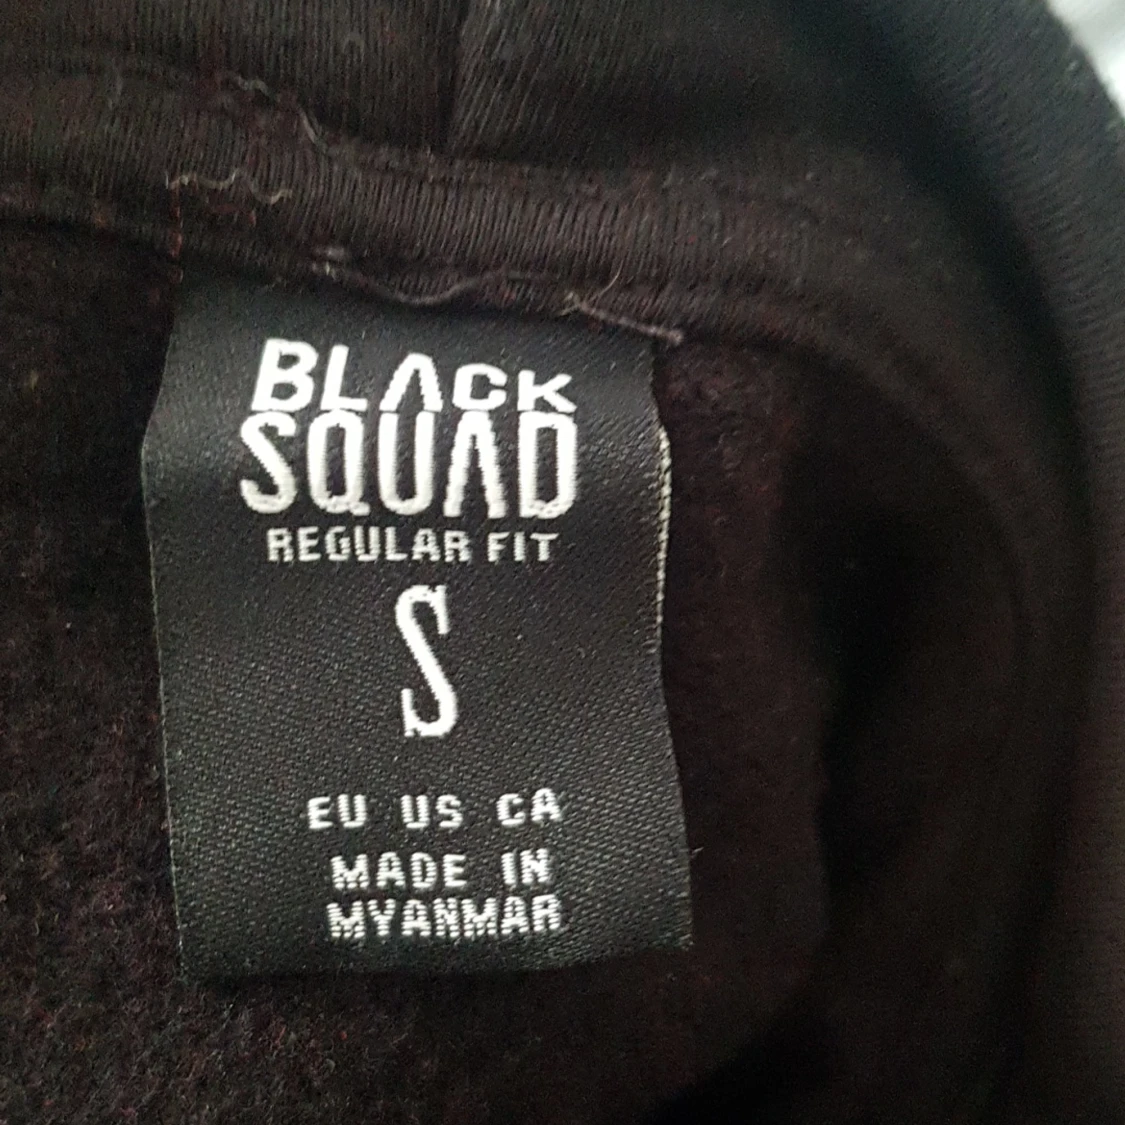 BLACK
SQUAD
REGULAR FIT
S
EU US CA
MADE IN
MYANMAR